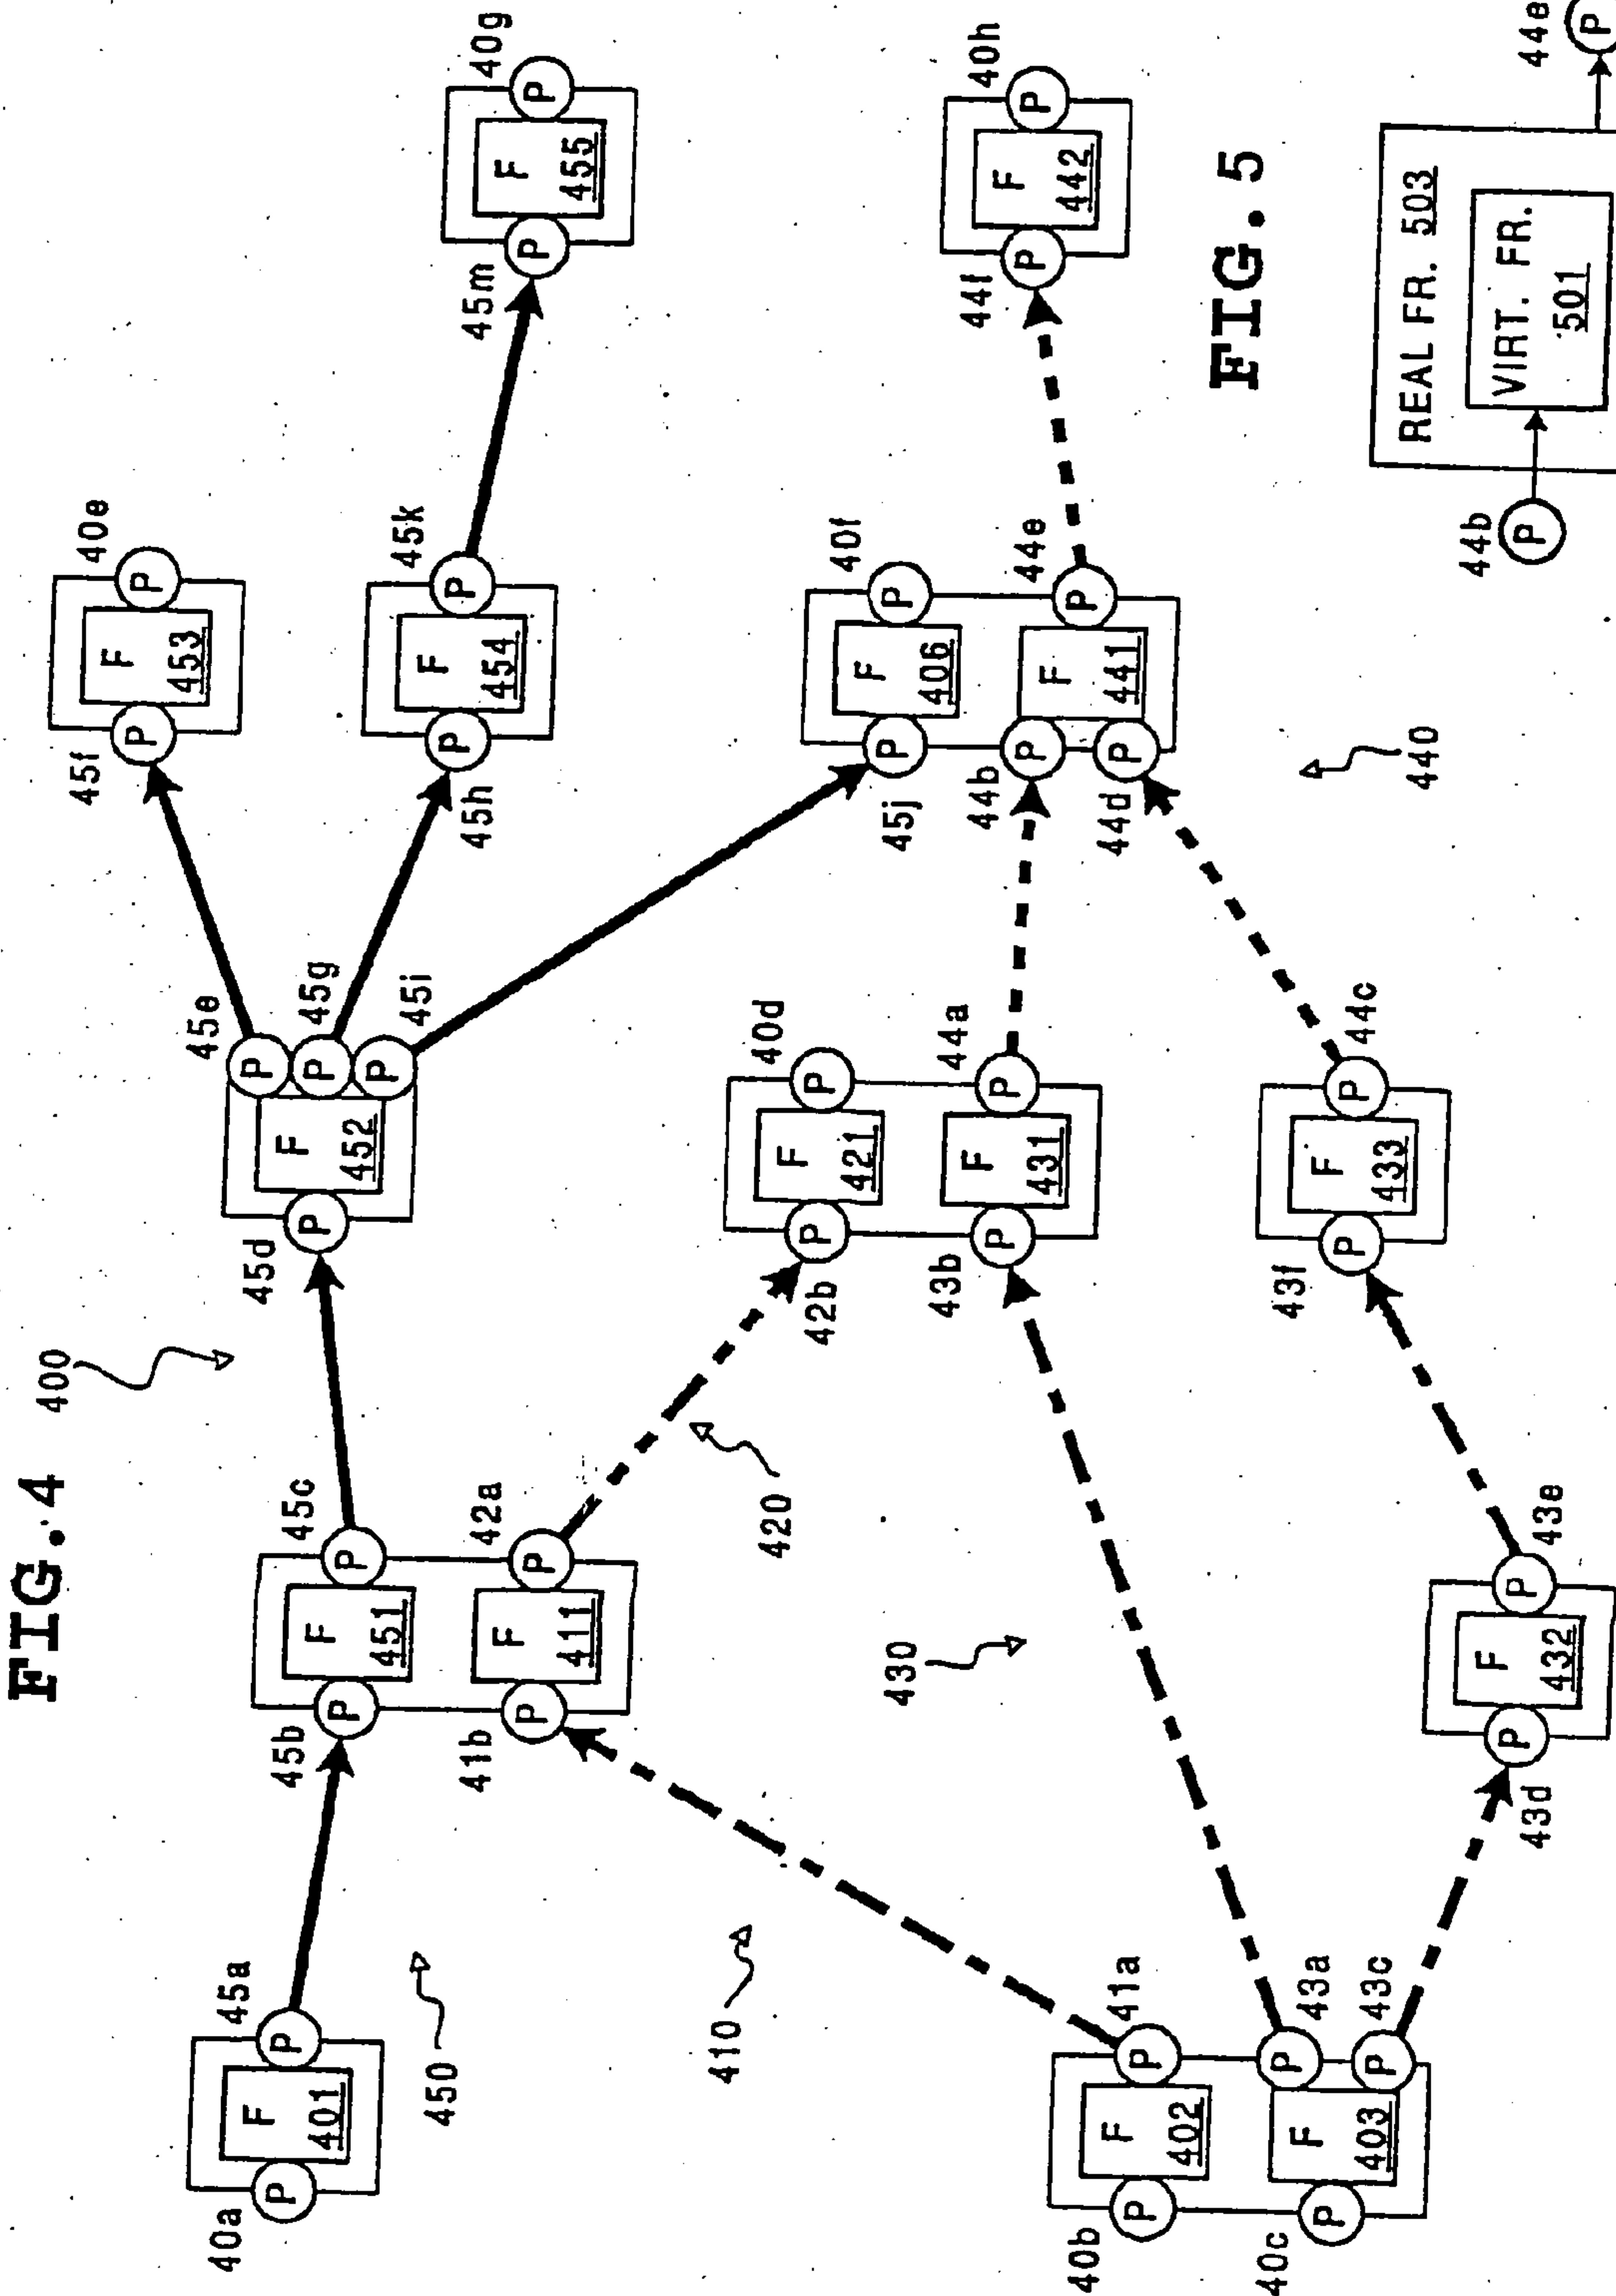 FIG. 4
400
40a
P
F
401
P
45a
450
45b
P
F
451
P
45c
41b
P
F
411
P
42a
410
420
45d
P
F
452
P
45e
P
45g
P
45i
45f
P
F
453
P
40e
45h
P
F
454
P
45k
45m
P
F
455
P
40g
40b
P
F
402
P
41a
40c
P
F
403
P
43a
P
43c
430
42b
P
F
421
P
40d
43b
P
F
431
P
44a
43d
P
F
432
P
43e
43f
P
F
433
P
44c
45j
P
F
406
P
40f
44b
P
44d
P
F
441
P
44e
440
44f
P
F
442
P
40h
FIG. 5
REAL FR. 503
VIRT. FR.
501
44b
P
44e
P